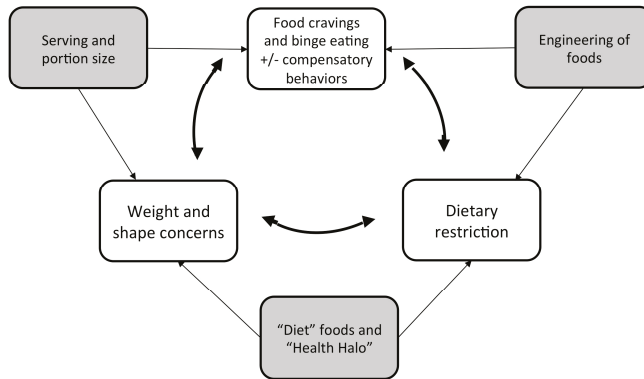 Serving and
portion size
Food cravings
and binge eating
+/- compensatory
behaviors
Engineering of
foods
Weight and
shape concerns
Dietary
restriction
“Diet” foods and
“Health Halo”